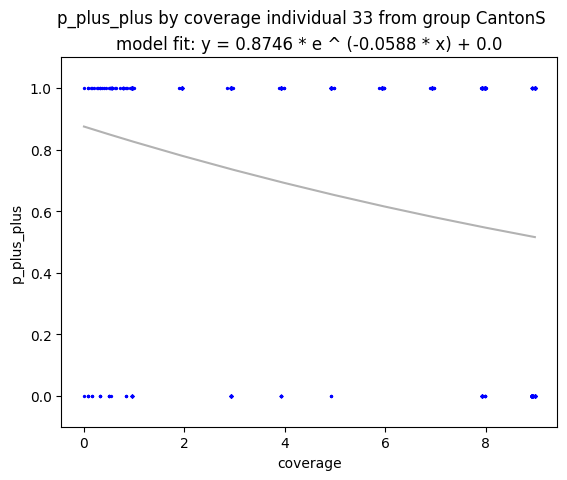 p_plus_plus by coverage individual 33 from group CantonS
model fit: y = 0.8746 * e ^ (-0.0588 * x) + 0.0
1.0
0.8
0.6
0.4
0.2
0.0
p_plus_plus
0 2 4 6 8
coverage